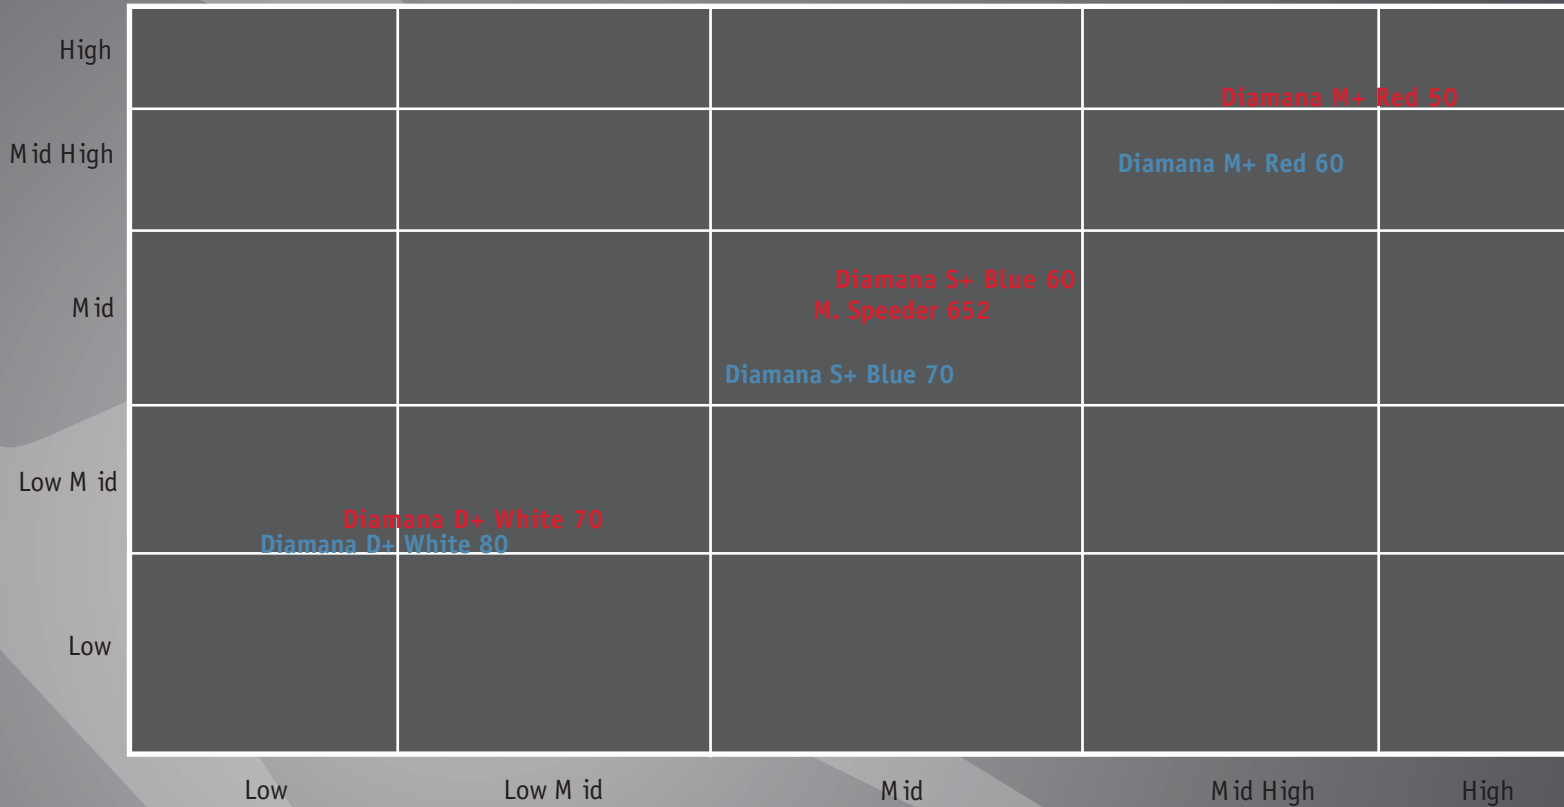 High
Diamana M+ Red 50
Mid High
Diamana M+ Red 60
Diamana S+ Blue 60
Mid
M. Speeder 652
Diamana S+ Blue 70
Low Mid
Diamana D+ White 70
Diamana D+ White 80
Low
Low Low Mid Mid Mid High High